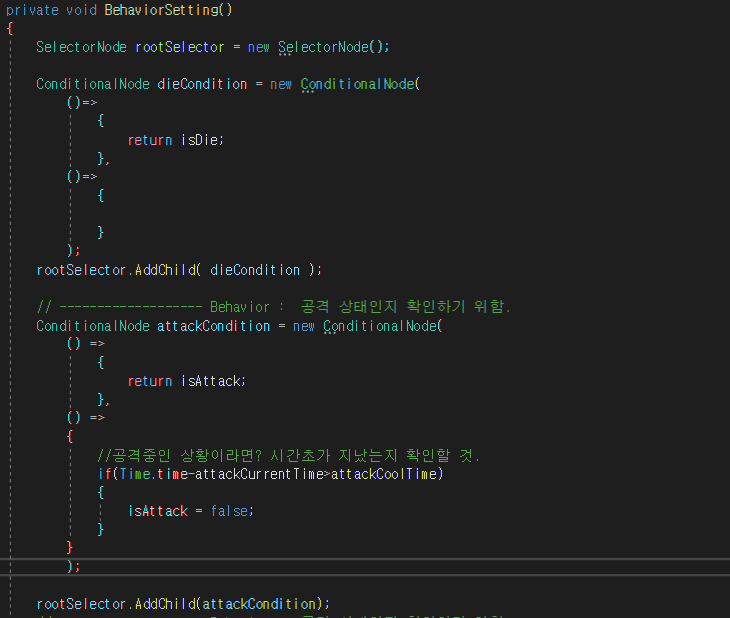 private void BehaviorSetting()
{
SelectorNode rootSelector = new SelectorNode();
ConditionalNode dieCondition = new ConditionalNode(
()=>
{
return isDie;
},
()=>
{
}
);
rootSelector.AddChild( dieCondition );
// ------------------- Behavior :  공격 상태인지 확인하기 위함.
ConditionalNode attackCondition = new ConditionalNode(
() =>
{
return isAttack;
},
() =>
{
//공격중인 상황이라면? 시간초가 지났는지 확인할 것.
if(Time.time-attackCurrentTime>attackCoolTime)
{
isAttack = false;
}
}
);
rootSelector.AddChild(attackCondition);